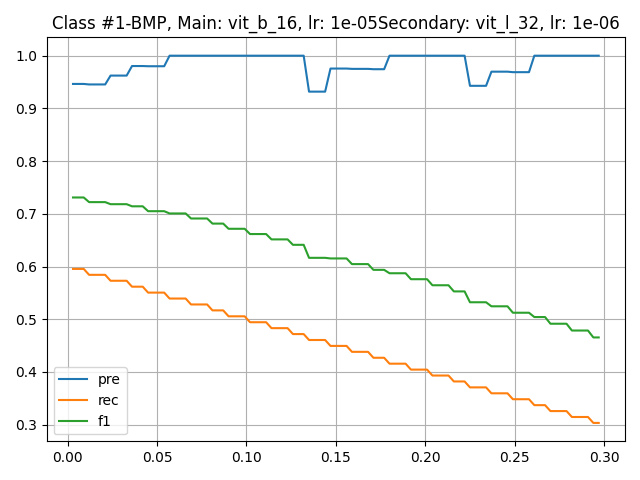 Class #1-BMP, Main: vit_b_16, lr: 1e-05Secondary: vit_l_32, lr: 1e-06
1.0
0.9
0.8
0.7
0.6
0.5
0.4
0.3
pre
rec
f1
0.00 0.05 0.10 0.15 0.20 0.25 0.30